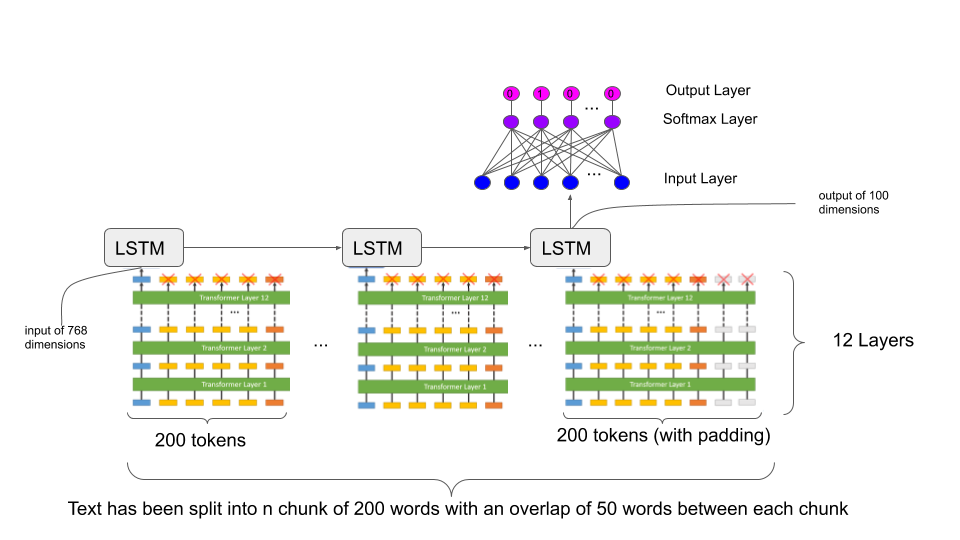 0 1 0 ... 0
Output Layer
Softmax Layer
...
Input Layer
output of 100
dimensions
LSTM
LSTM
LSTM
Transformer Layer 12
Transformer Layer 12
Transformer Layer 12
...
...
...
input of 768
dimensions
Transformer Layer 2
...
Transformer Layer 2
...
Transformer Layer 2
12 Layers
Transformer Layer 1
Transformer Layer 1
Transformer Layer 1
200 tokens
200 tokens (with padding)
Text has been split into n chunk of 200 words with an overlap of 50 words between each chunk